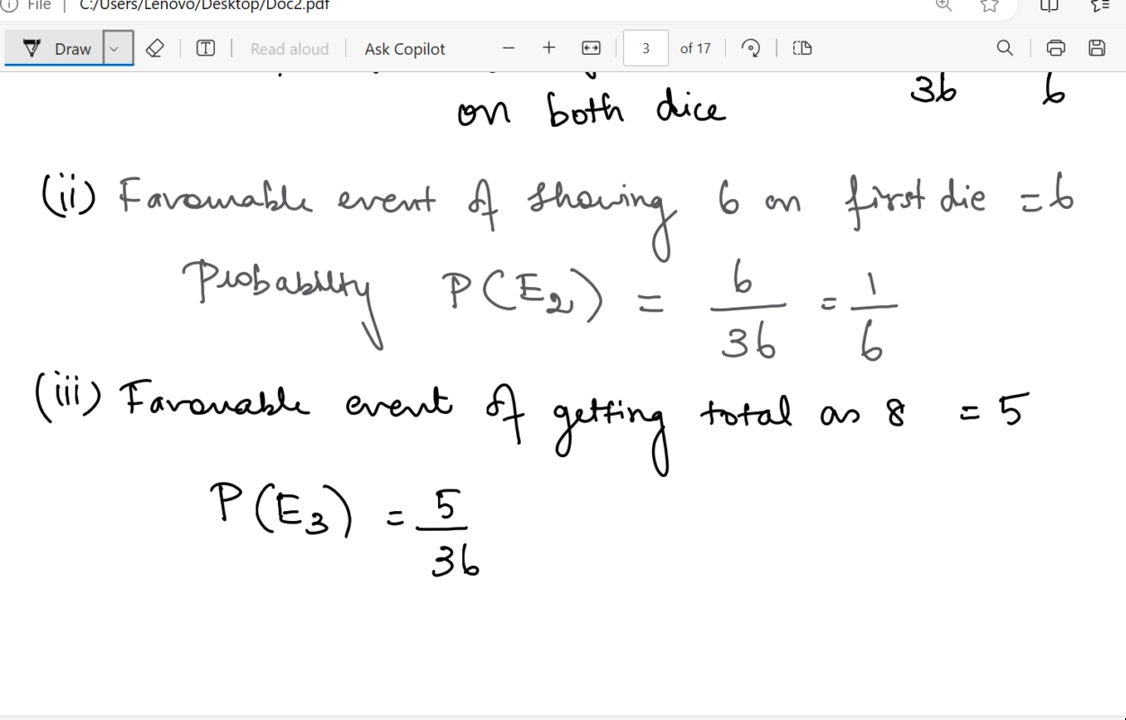 File | C:/Users/Lenovo/Desktop/Doc2.pdf
Draw | Read aloud | Ask Copilot − + 3 of 17
on both dice 36 6
(ii) Favourable event of showing 6 on first die = 6
Probability P(E2) = 6/36 = 1/6
(iii) Favourable event of getting total as 8 = 5
P(E3) = 5/36